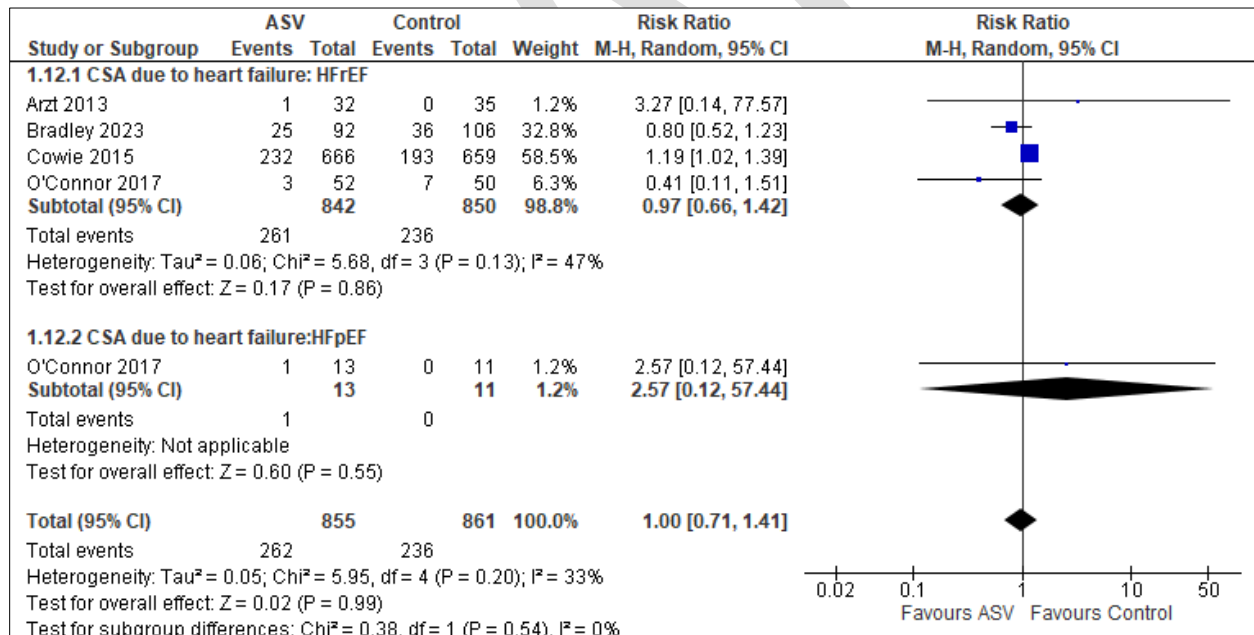 ASV Control Risk Ratio Risk Ratio
Study or Subgroup Events Total Events Total Weight M-H, Random, 95% CI M-H, Random, 95% CI
1.12.1 CSA due to heart failure: HFrEF
Arzt 2013 1 32 0 35 1.2% 3.27 [0.14, 77.57]
Bradley 2023 25 92 36 106 32.8% 0.80 [0.52, 1.23]
Cowie 2015 232 666 193 659 58.5% 1.19 [1.02, 1.39]
O'Connor 2017 3 52 7 50 6.3% 0.41 [0.11, 1.51]
Subtotal (95% CI) 842 850 98.8% 0.97 [0.66, 1.42]
Total events 261 236
Heterogeneity: Tau² = 0.06; Chi² = 5.68, df = 3 (P = 0.13); I² = 47%
Test for overall effect: Z = 0.17 (P = 0.86)
1.12.2 CSA due to heart failure:HFpEF
O'Connor 2017 1 13 0 11 1.2% 2.57 [0.12, 57.44]
Subtotal (95% CI) 13 11 1.2% 2.57 [0.12, 57.44]
Total events 1 0
Heterogeneity: Not applicable
Test for overall effect: Z = 0.60 (P = 0.55)
Total (95% CI) 855 861 100.0% 1.00 [0.71, 1.41]
Total events 262 236
Heterogeneity: Tau² = 0.05; Chi² = 5.95, df = 4 (P = 0.20); I² = 33%
Test for overall effect: Z = 0.02 (P = 0.99)
Test for subgroup differences: Chi² = 0.38, df = 1 (P = 0.54), I² = 0%
0.02 0.1 1 10 50
Favours ASV Favours Control